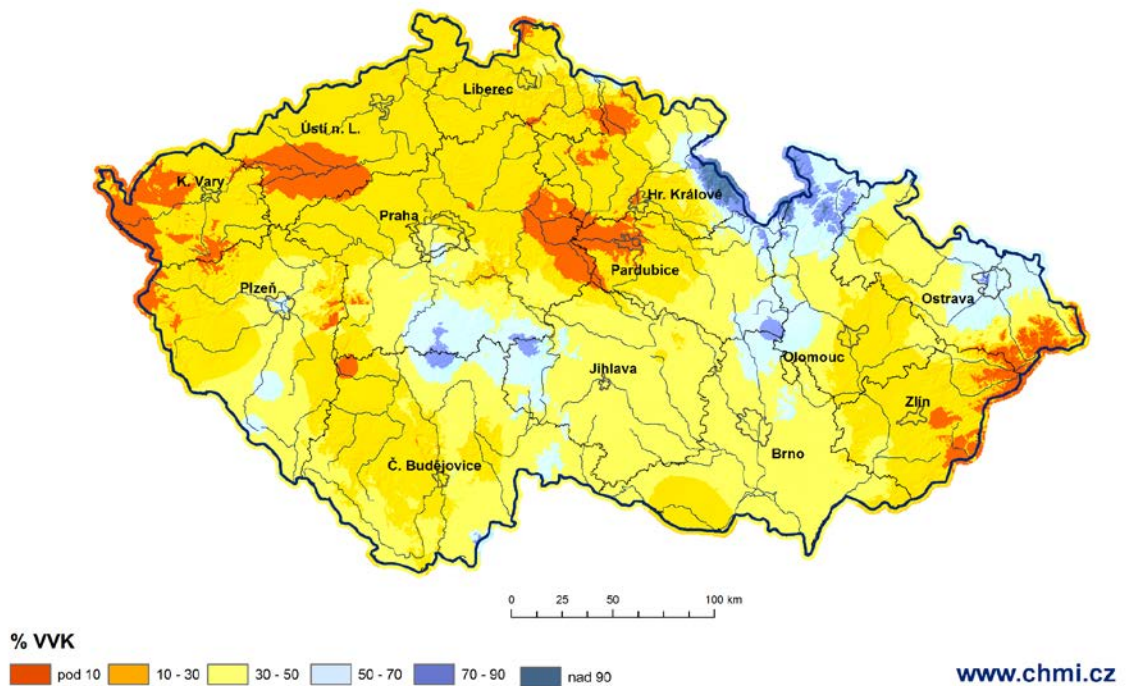 Liberec
Ústí n. L.
K. Vary
Hr. Králové
Praha
Pardubice
Plzeň
Ostrava
Olomouc
Jihlava
Zlín
Brno
Č. Budějovice
0 25 50 100 km
% VVK
pod 10 10 - 30 30 - 50 50 - 70 70 - 90 nad 90
www.chmi.cz